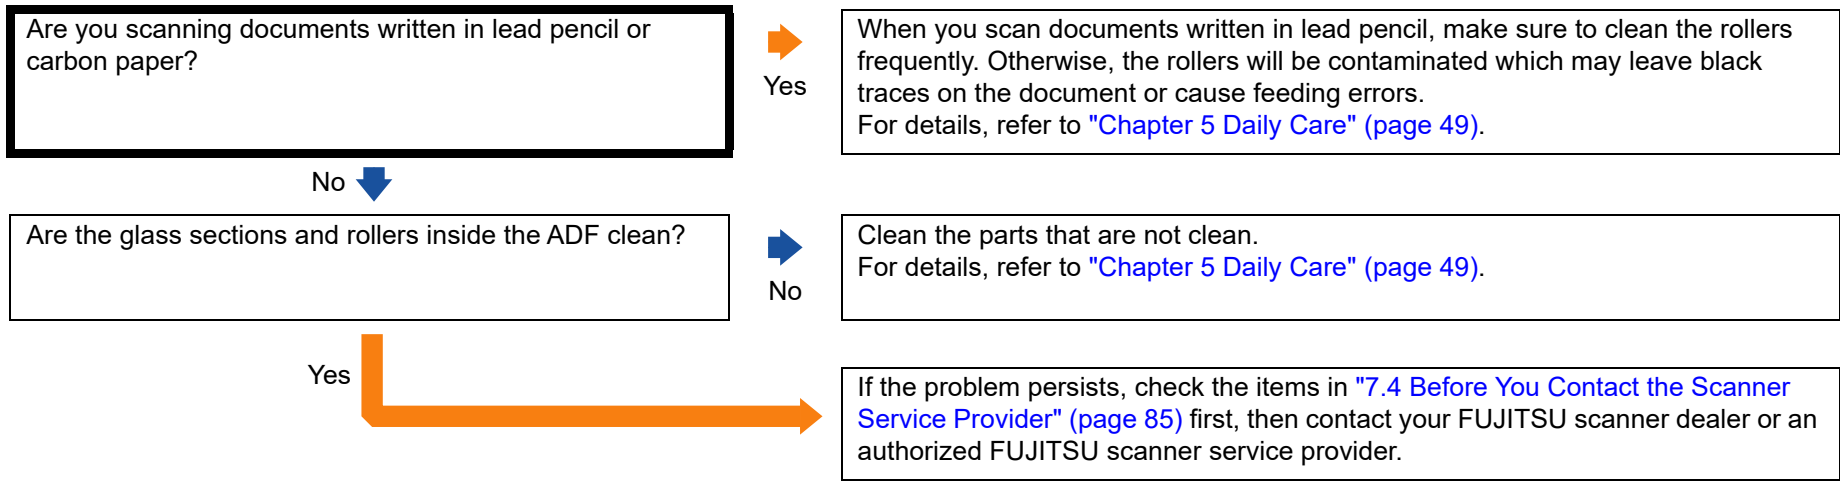 Are you scanning documents written in lead pencil or
carbon paper?
Yes
When you scan documents written in lead pencil, make sure to clean the rollers
frequently. Otherwise, the rollers will be contaminated which may leave black
traces on the document or cause feeding errors.
For details, refer to "Chapter 5 Daily Care" (page 49).
No
Are the glass sections and rollers inside the ADF clean?
No
Clean the parts that are not clean.
For details, refer to "Chapter 5 Daily Care" (page 49).
Yes
If the problem persists, check the items in "7.4 Before You Contact the Scanner
Service Provider" (page 85) first, then contact your FUJITSU scanner dealer or an
authorized FUJITSU scanner service provider.